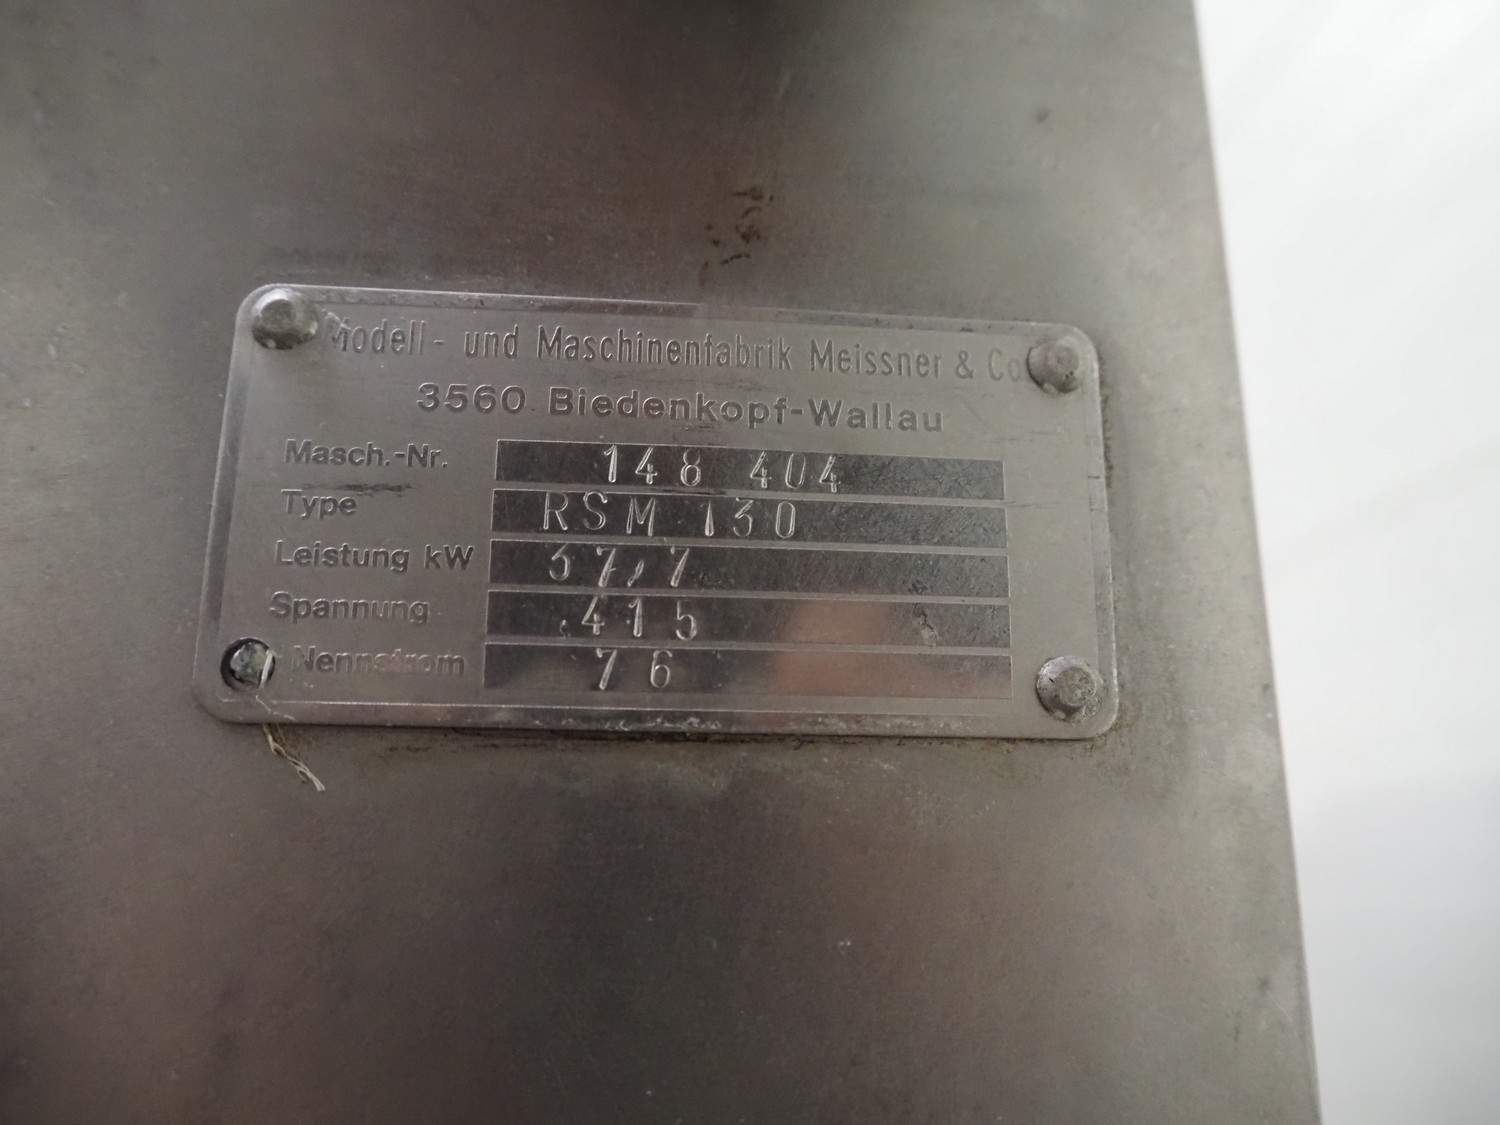 Modell- und Maschinenfabrik Meissner & Co
3560 Biedenkopf-Wallau
Masch.-Nr. 148 404
Type RSM 130
Leistung kW 37,7
Spannung 415
Nennstrom 76